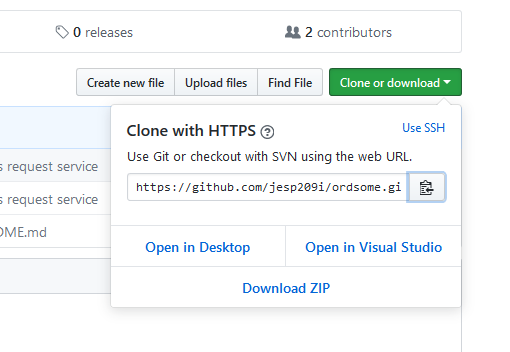 0 releases
2 contributors
Create new file
Upload files
Find File
Clone or download
Clone with HTTPS
Use SSH
Use Git or checkout with SVN using the web URL.
https://github.com/jesp209i/ordsome.gi
s request service
s request service
OME.md
Open in Desktop
Open in Visual Studio
Download ZIP